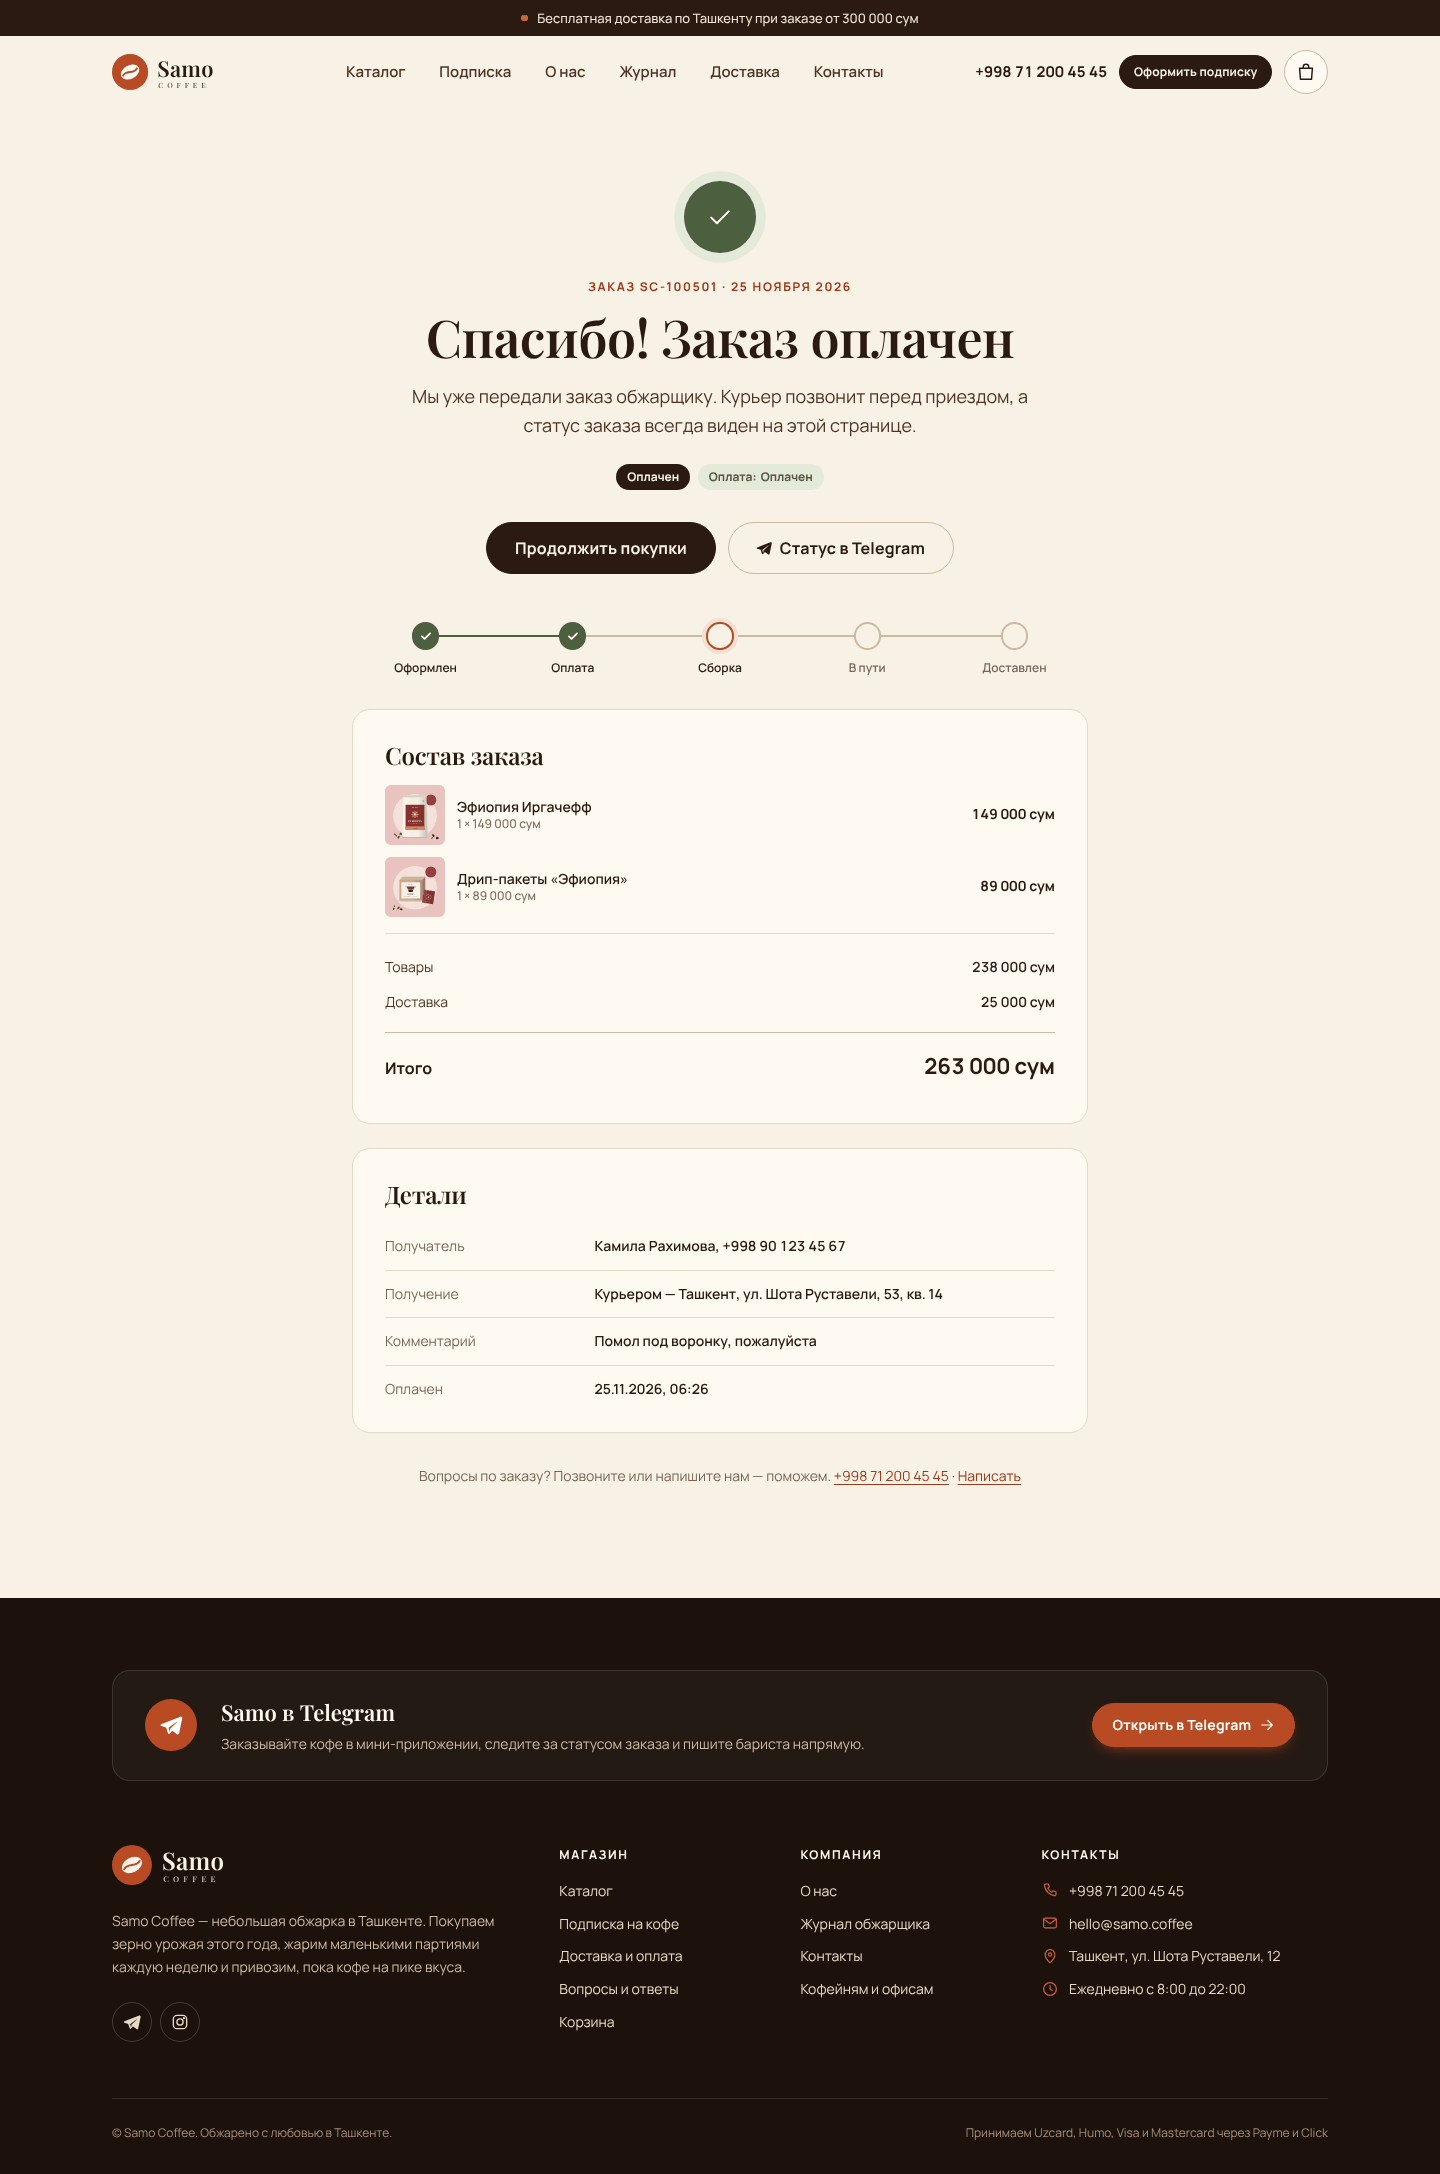 Бесплатная доставка по Ташкенту при заказе от 300 000 сум
Samo
COFFEE
Каталог
Подписка
О нас
Журнал
Доставка
Контакты
+998 71 200 45 45
Оформить подписку
ЗАКАЗ SC-100501 · 25 НОЯБРЯ 2026
Спасибо! Заказ оплачен
Мы уже передали заказ обжарщику. Курьер позвонит перед приездом, а
статус заказа всегда виден на этой странице.
Оплачен
Оплата: Оплачен
Продолжить покупки
Статус в Telegram
Оформлен
Оплата
Сборка
В пути
Доставлен
Состав заказа
Эфиопия Иргачефф
1 × 149 000 сум
149 000 сум
Дрип-пакеты «Эфиопия»
1 × 89 000 сум
89 000 сум
Товары
238 000 сум
Доставка
25 000 сум
Итого
263 000 сум
Детали
Получатель
Камила Рахимова, +998 90 123 45 67
Получение
Курьером — Ташкент, ул. Шота Руставели, 53, кв. 14
Комментарий
Помол под воронку, пожалуйста
Оплачен
25.11.2026, 06:26
Вопросы по заказу? Позвоните или напишите нам — поможем. +998 71 200 45 45 · Написать
Samo в Telegram
Заказывайте кофе в мини-приложении, следите за статусом заказа и пишите бариста напрямую.
Открыть в Telegram
Samo
COFFEE
Samo Coffee — небольшая обжарка в Ташкенте. Покупаем
зерно урожая этого года, жарим маленькими партиями
каждую неделю и привозим, пока кофе на пике вкуса.
МАГАЗИН
Каталог
Подписка на кофе
Доставка и оплата
Вопросы и ответы
Корзина
КОМПАНИЯ
О нас
Журнал обжарщика
Контакты
Кофейням и офисам
КОНТАКТЫ
+998 71 200 45 45
hello@samo.coffee
Ташкент, ул. Шота Руставели, 12
Ежедневно с 8:00 до 22:00
© Samo Coffee. Обжарено с любовью в Ташкенте.
Принимаем Uzcard, Humo, Visa и Mastercard через Payme и Click